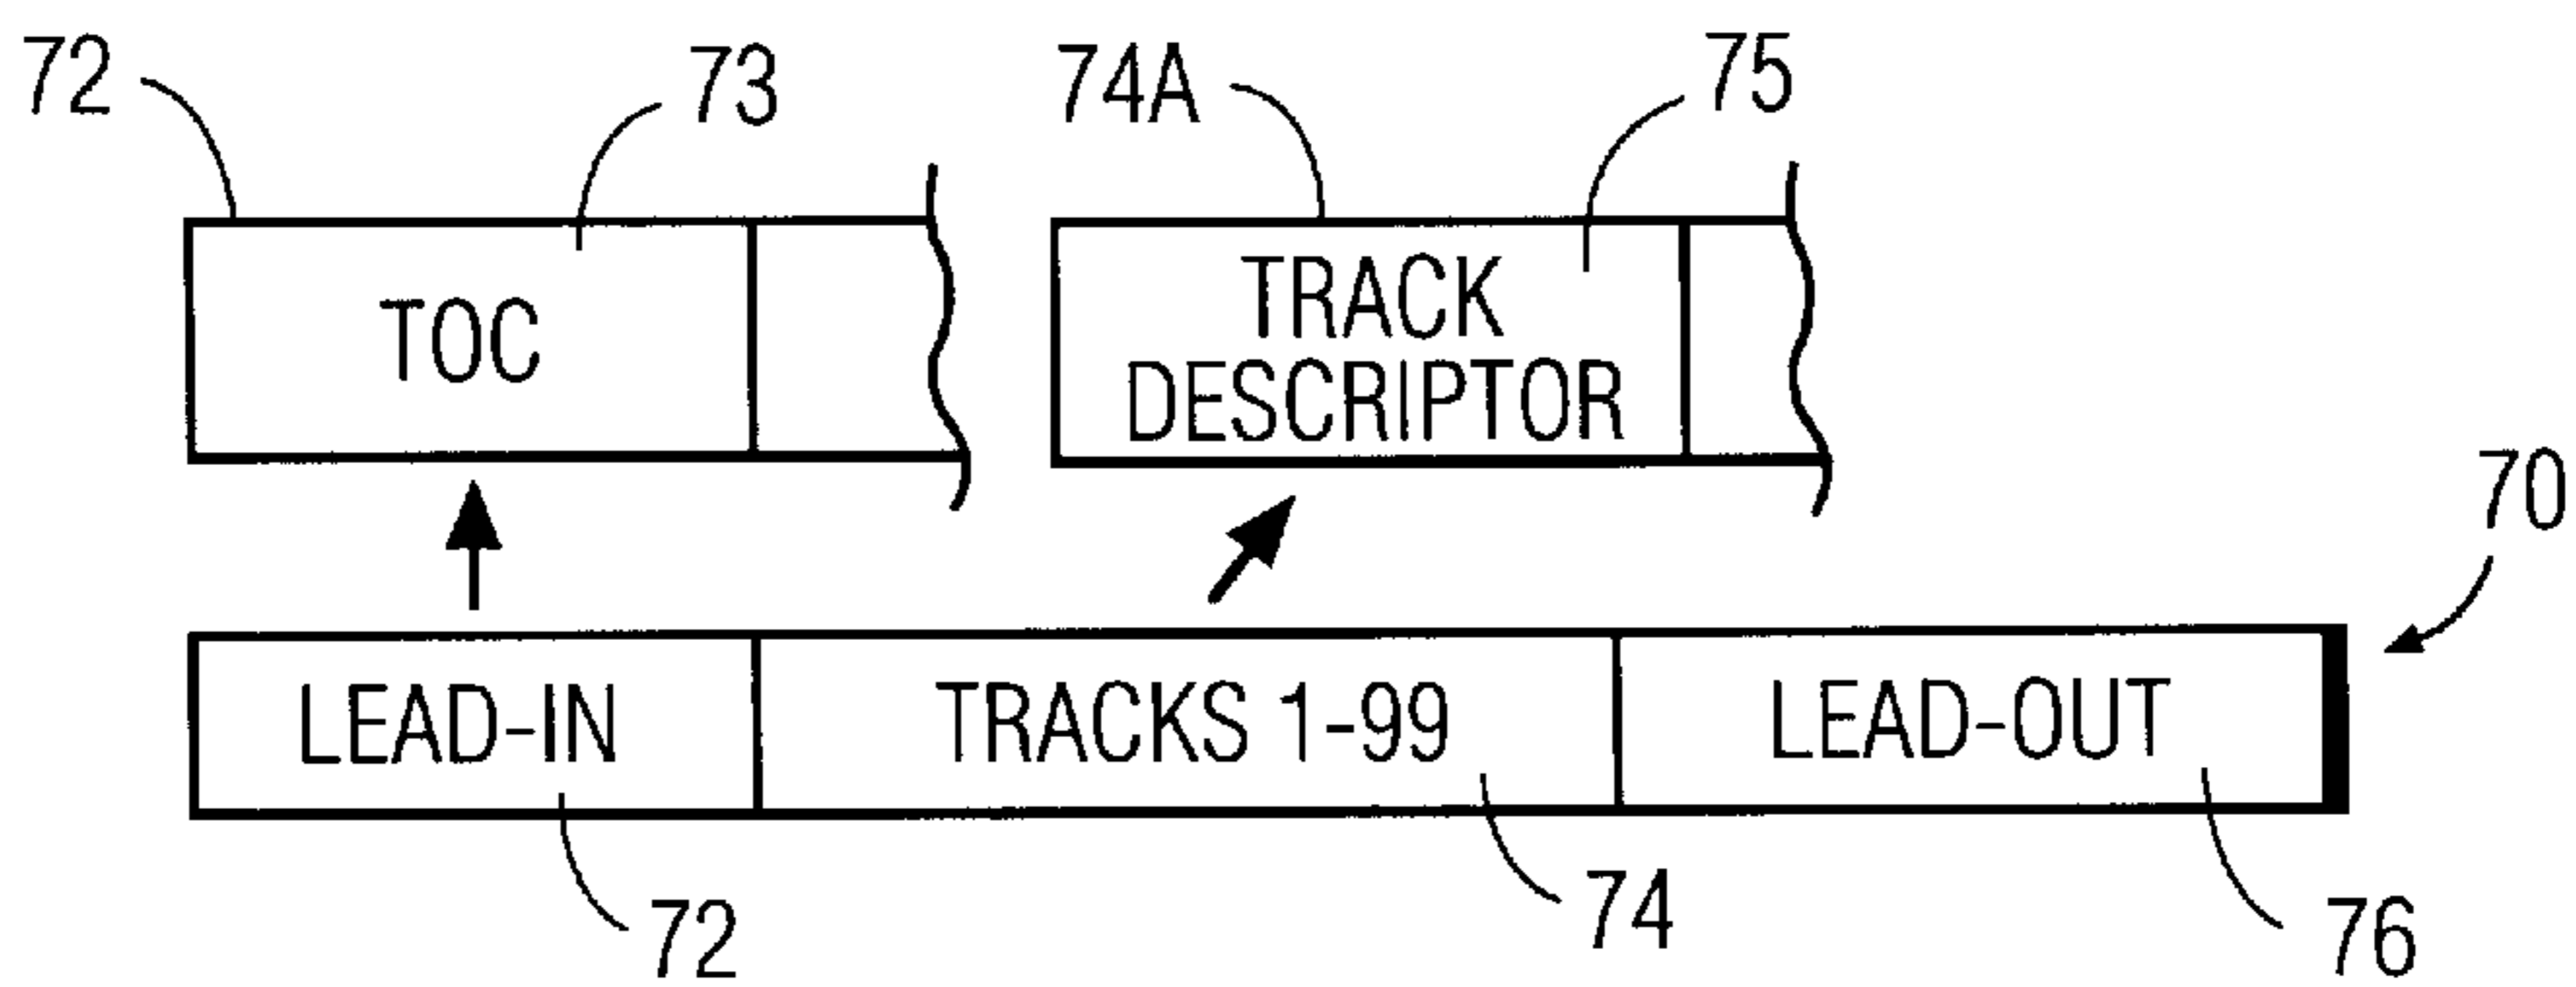 72
73
74A
75
TOC
TRACK
DESCRIPTOR
70
LEAD-IN
TRACKS 1-99
LEAD-OUT
72
74
76